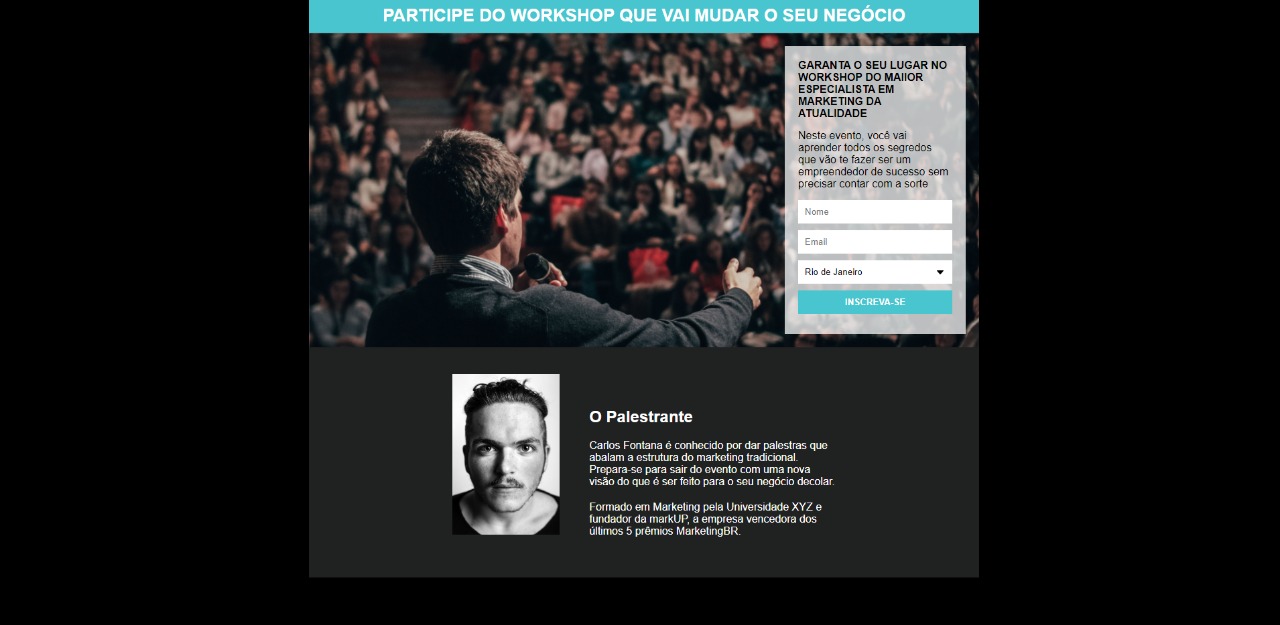 PARTICIPE DO WORKSHOP QUE VAI MUDAR O SEU NEGÓCIO
GARANTA O SEU LUGAR NO
WORKSHOP DO MAIIOR
ESPECIALISTA EM
MARKETING DA
ATUALIDADE
Neste evento, você vai
aprender todos os segredos
que vão te fazer ser um
empreendedor de sucesso sem
precisar contar com a sorte
Nome
Email
Rio de Janeiro
INSCREVA-SE
O Palestrante
Carlos Fontana é conhecido por dar palestras que
abalam a estrutura do marketing tradicional.
Prepara-se para sair do evento com uma nova
visão do que é ser feito para o seu negócio decolar.
Formado em Marketing pela Universidade XYZ e
fundador da markUP, a empresa vencedora dos
últimos 5 prêmios MarketingBR.